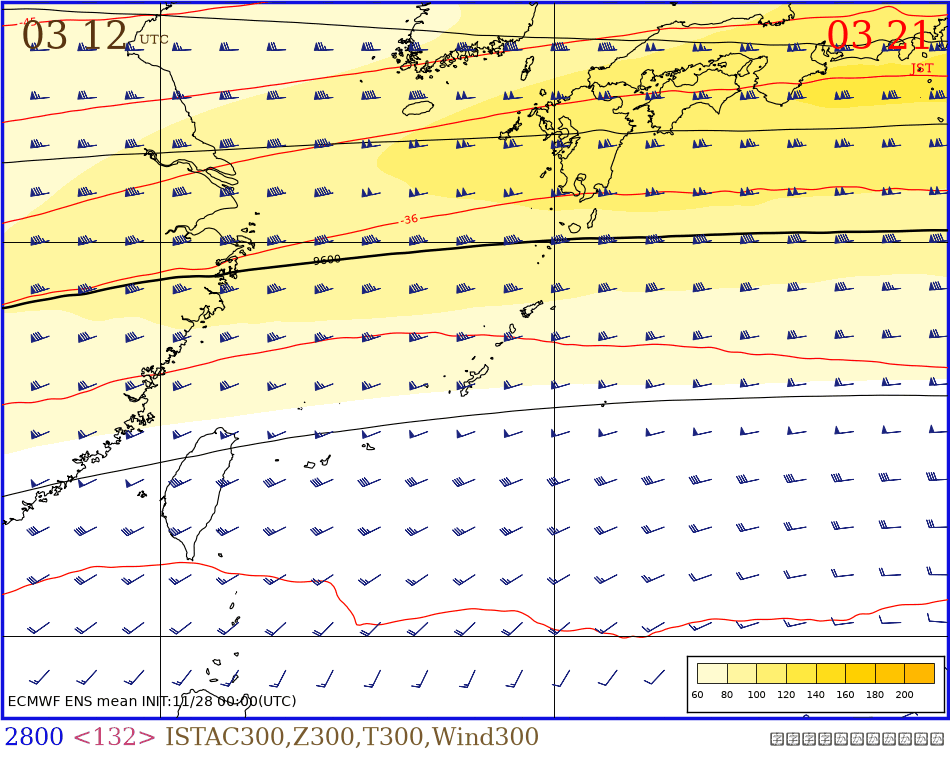 -45
03 12 UTC
03 21
JST
-36
9600
ECMWF ENS mean INIT:11/28 00:00(UTC)
60 80 100 120 140 160 180 200
2800 <132> ISTAC300,Z300,T300,Wind300